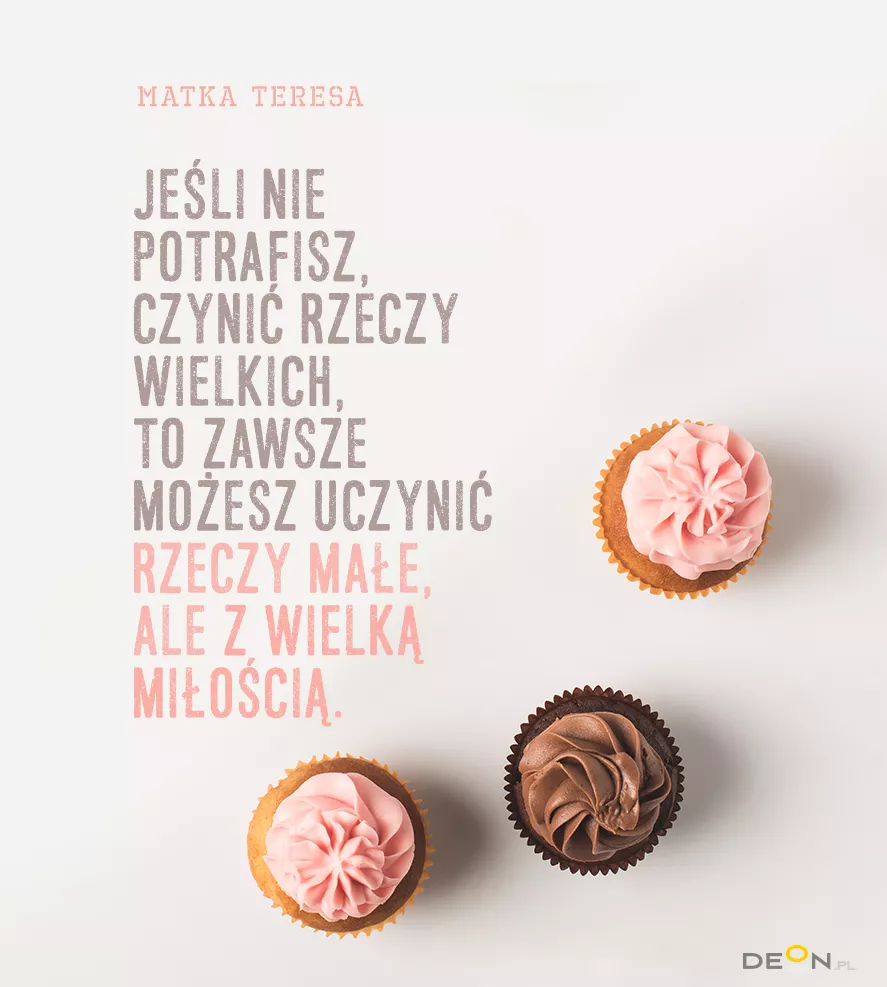 MATKA TERESA
JEŚLI NIE
POTRAFISZ,
CZYNIĆ RZECZY
WIELKICH,
TO ZAWSZE
MOŻESZ UCZYNIĆ
RZECZY MAŁE,
ALE Z WIELKĄ
MIŁOŚCIĄ.
DEON.PL